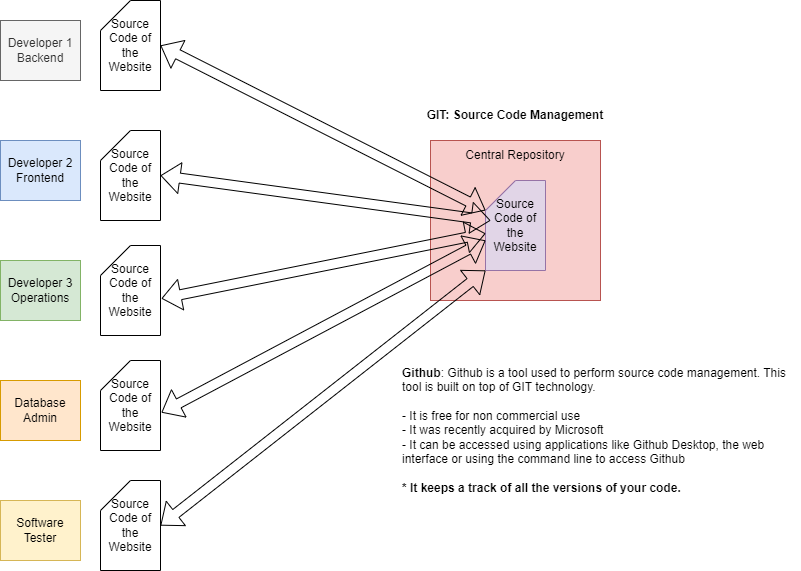 Developer 1
Backend
Source
Code of
the
Website
Developer 2
Frontend
Source
Code of
the
Website
Developer 3
Operations
Source
Code of
the
Website
Database
Admin
Source
Code of
the
Website
Software
Tester
Source
Code of
the
Website
GIT: Source Code Management
Central Repository
Source
Code of
the
Website
Github: Github is a tool used to perform source code management. This
tool is built on top of GIT technology.
- It is free for non commercial use
- It was recently acquired by Microsoft
- It can be accessed using applications like Github Desktop, the web
interface or using the command line to access Github
* It keeps a track of all the versions of your code.